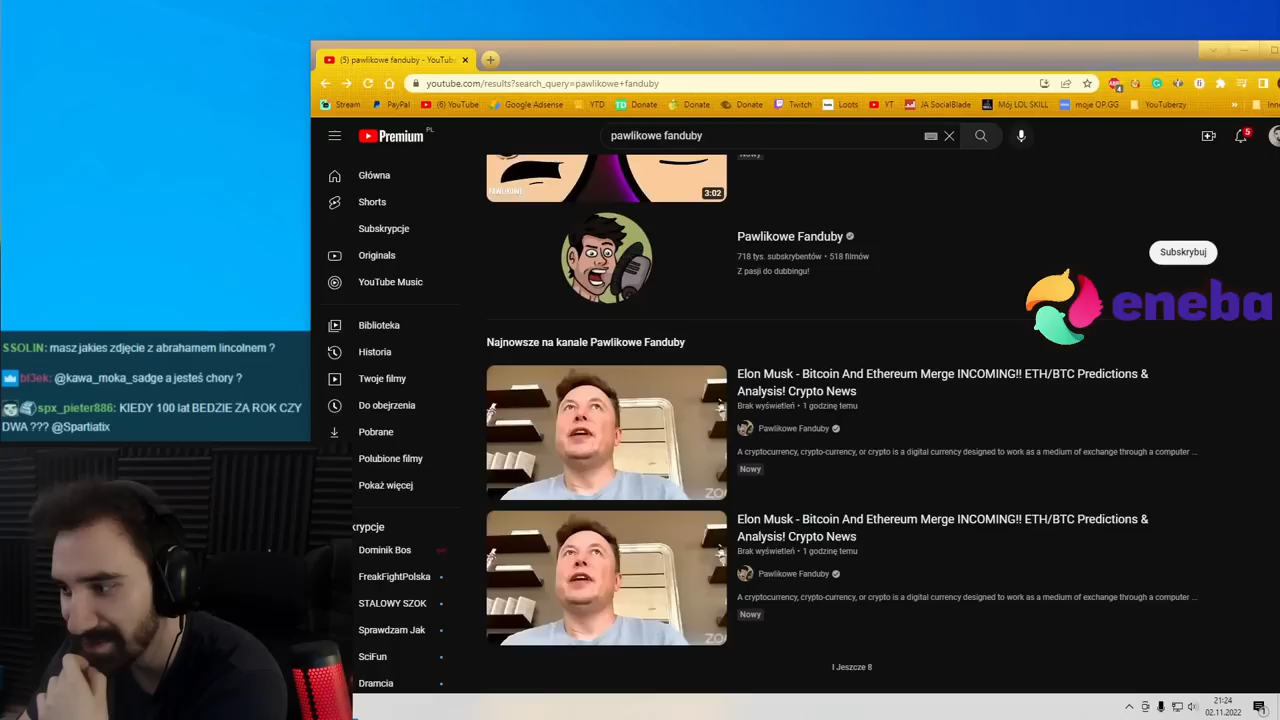 (5) pawlikowe fanduby - YouTube
youtube.com/results?search_query=pawlikowe+fanduby
Stream PayPal (6) YouTube Google Adsense YTD Donate Donate Donate Twitch Loots YT JA SocialBlade Mój LOL SKILL moje OP.GG YouTuberzy »
Premium PL
pawlikowe fanduby
5
Główna
Shorts
Subskrypcje
Originals
YouTube Music
Biblioteka
Historia
Twoje filmy
Do obejrzenia
Pobrane
Polubione filmy
Pokaż więcej
krypcje
Dominik Bos
FreakFightPolska
STALOWY SZOK
Sprawdzam Jak
SciFun
Dramcia
Nowy
PAWLIKOWE
3:02
Pawlikowe Fanduby
718 tys. subskrybentów • 518 filmów
Z pasji do dubbingu!
Subskrybuj
eneba
Najnowsze na kanale Pawlikowe Fanduby
Elon Musk - Bitcoin And Ethereum Merge INCOMING!! ETH/BTC Predictions &
Analysis! Crypto News
Brak wyświetleń • 1 godzinę temu
Pawlikowe Fanduby
A cryptocurrency, crypto-currency, or crypto is a digital currency designed to work as a medium of exchange through a computer ...
Nowy
Elon Musk - Bitcoin And Ethereum Merge INCOMING!! ETH/BTC Predictions &
Analysis! Crypto News
Brak wyświetleń • 1 godzinę temu
Pawlikowe Fanduby
A cryptocurrency, crypto-currency, or crypto is a digital currency designed to work as a medium of exchange through a computer ...
Nowy
I Jeszcze 8
SSOLIN: masz jakies zdjęcie z abrahamem lincolnem ?
: @kawa_moka_sadge a jesteś chory ?
spx_pieter886: KIEDY 100 lat BEDZIE ZA ROK CZY
DWA ??? @Spartiatix
21:24
02.11.2022